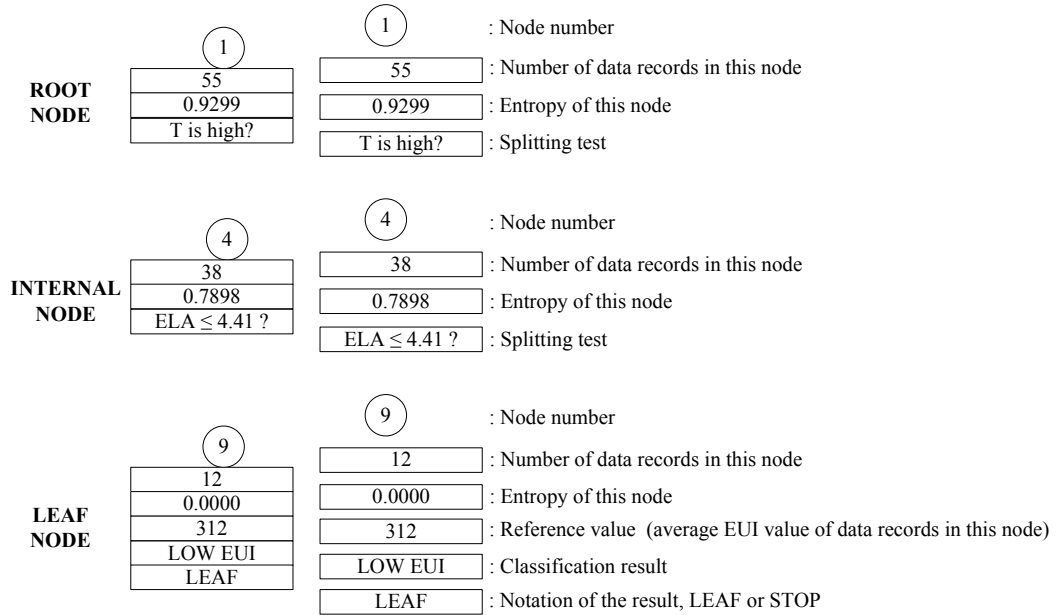 1
: Node number
1
55
: Number of data records in this node
55
ROOT
NODE
0.9299
0.9299
: Entropy of this node
T is high?
T is high?
: Splitting test
4
: Node number
4
38
: Number of data records in this node
38
INTERNAL
NODE
0.7898
0.7898
: Entropy of this node
ELA ≤ 4.41 ?
ELA ≤ 4.41 ?
: Splitting test
9
: Node number
9
12
: Number of data records in this node
12
0.0000
0.0000
: Entropy of this node
LEAF
NODE
312
312
: Reference value (average EUI value of data records in this node)
LOW EUI
LOW EUI
: Classification result
LEAF
LEAF
: Notation of the result, LEAF or STOP